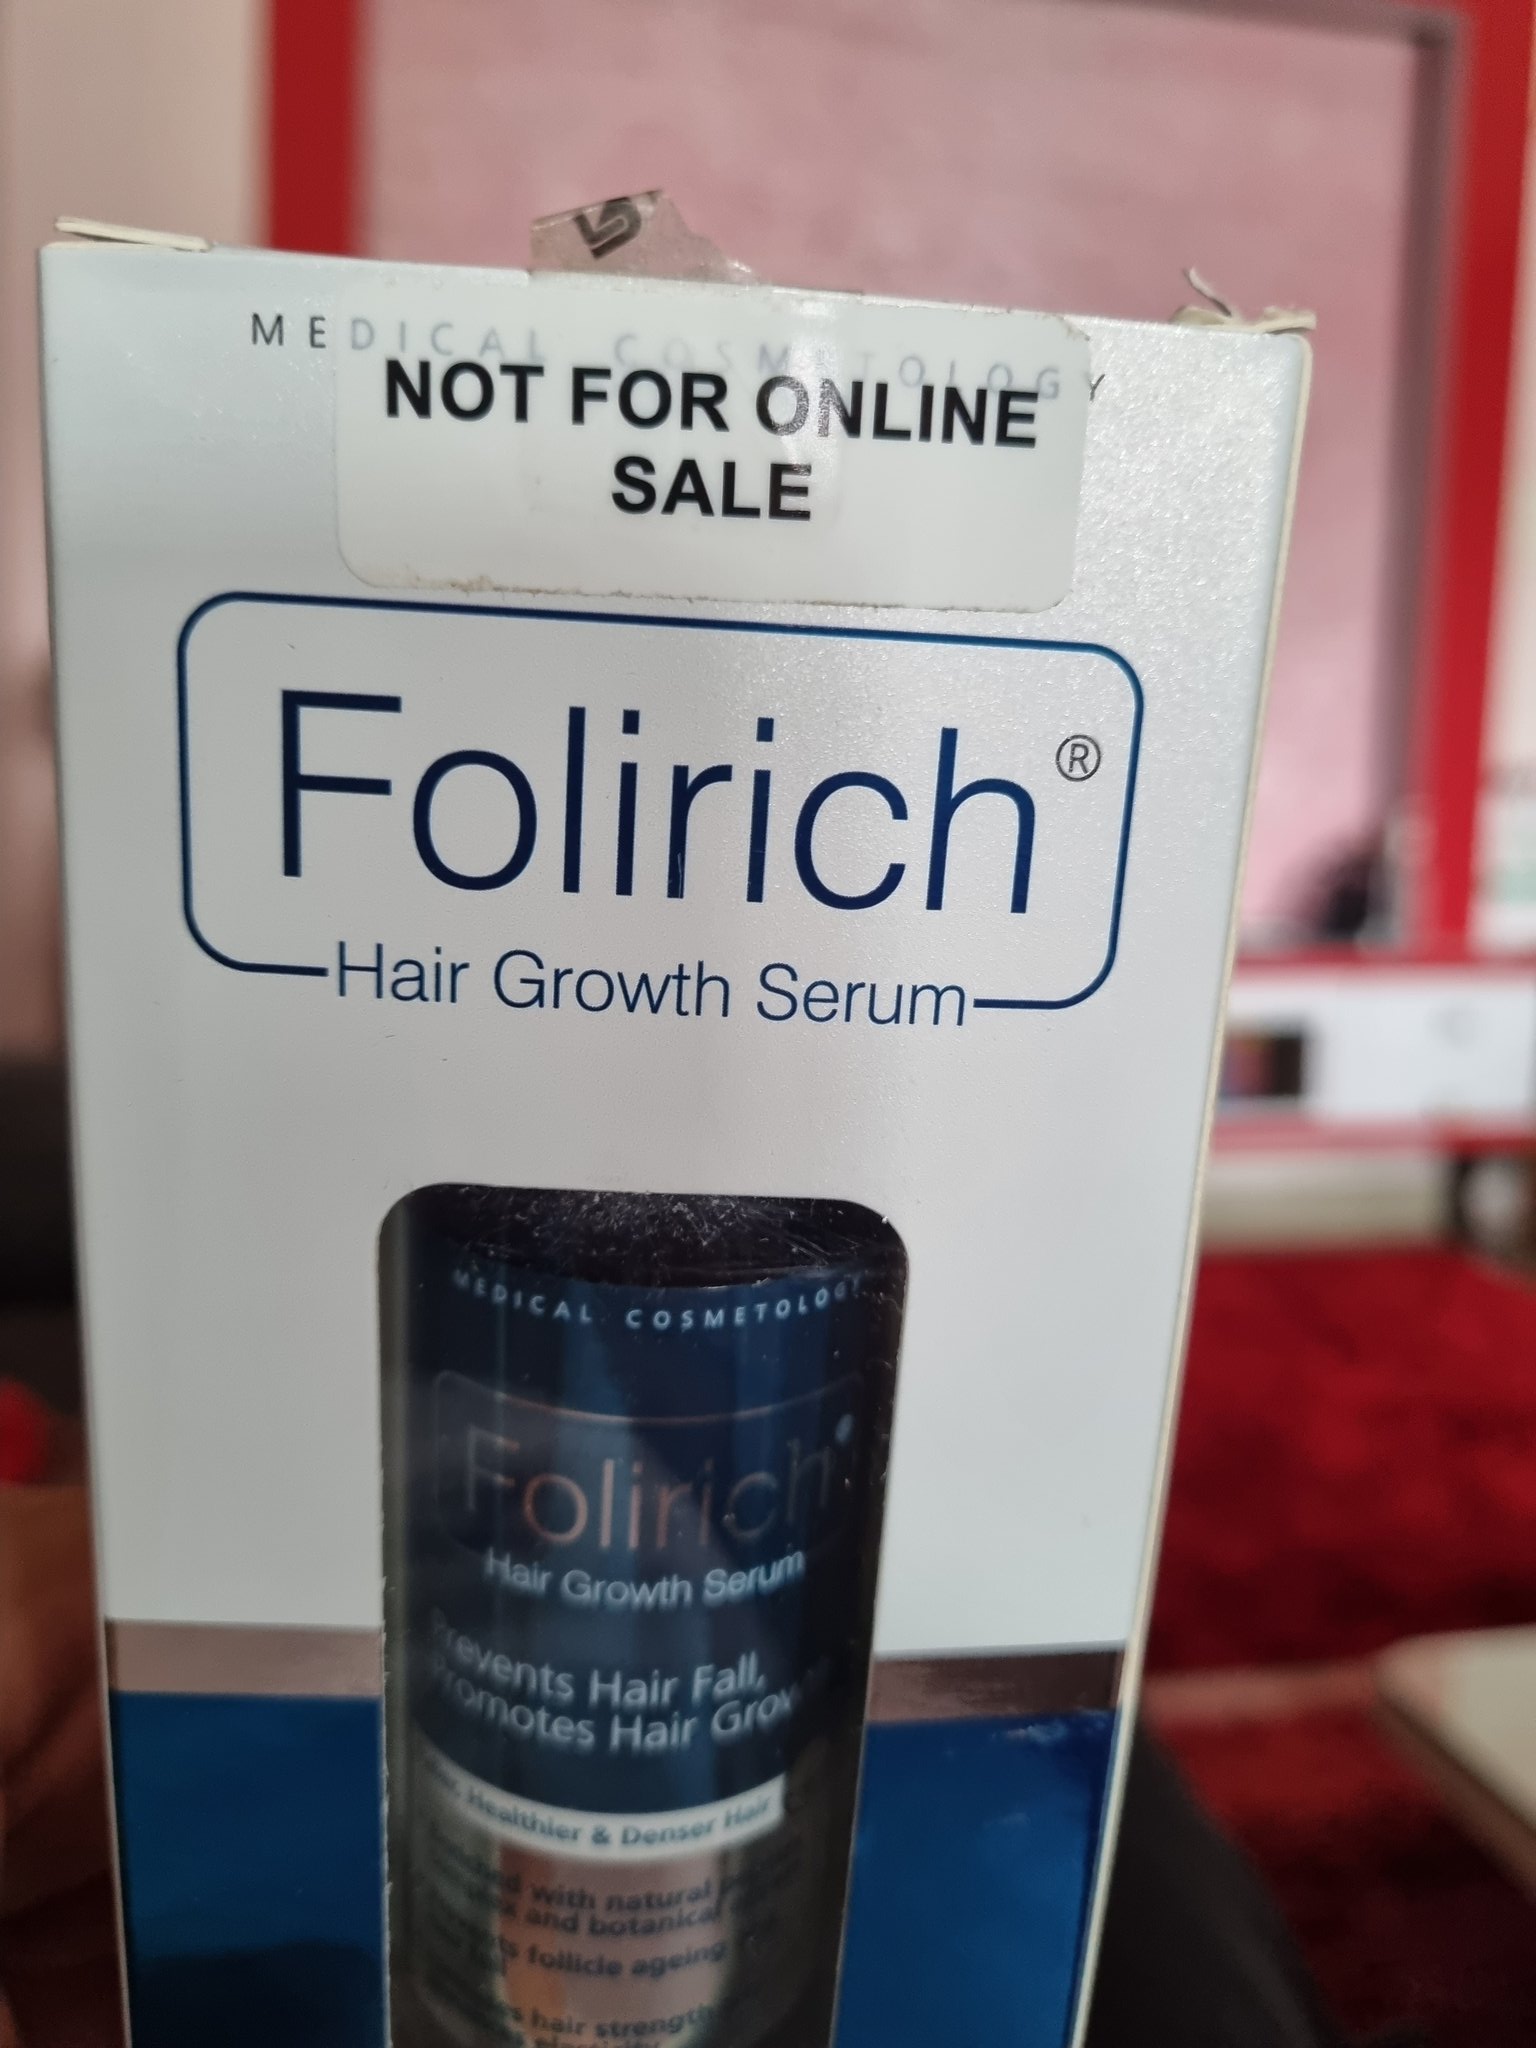 MEDICAL COSMETOLOGY
NOT FOR ONLINE
SALE
Folirich®
Hair Growth Serum
MEDICAL COSMETOLOGY
Folirich
Hair Growth Serum
Prevents Hair Fall,
Promotes Hair
Healthier & Denser Hair
with natural
and botanical
follicle ageing
hair strength